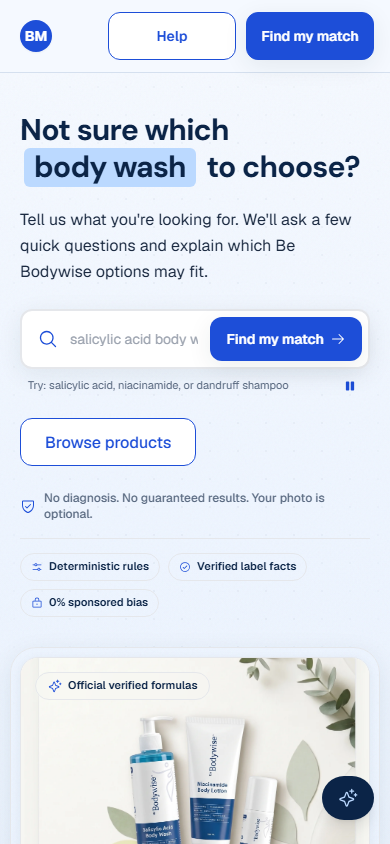 BM
Help
Find my match
Not sure which
body wash to choose?
Tell us what you're looking for. We'll ask a few
quick questions and explain which Be
Bodywise options may fit.
salicylic acid body w
Find my match →
Try: salicylic acid, niacinamide, or dandruff shampoo
Browse products
No diagnosis. No guaranteed results. Your photo is
optional.
Deterministic rules
Verified label facts
0% sponsored bias
Official verified formulas
be Bodywise
Salicylic Acid
Body Wash
be Bodywise
Niacinamide
Body Lotion
be Bodywise